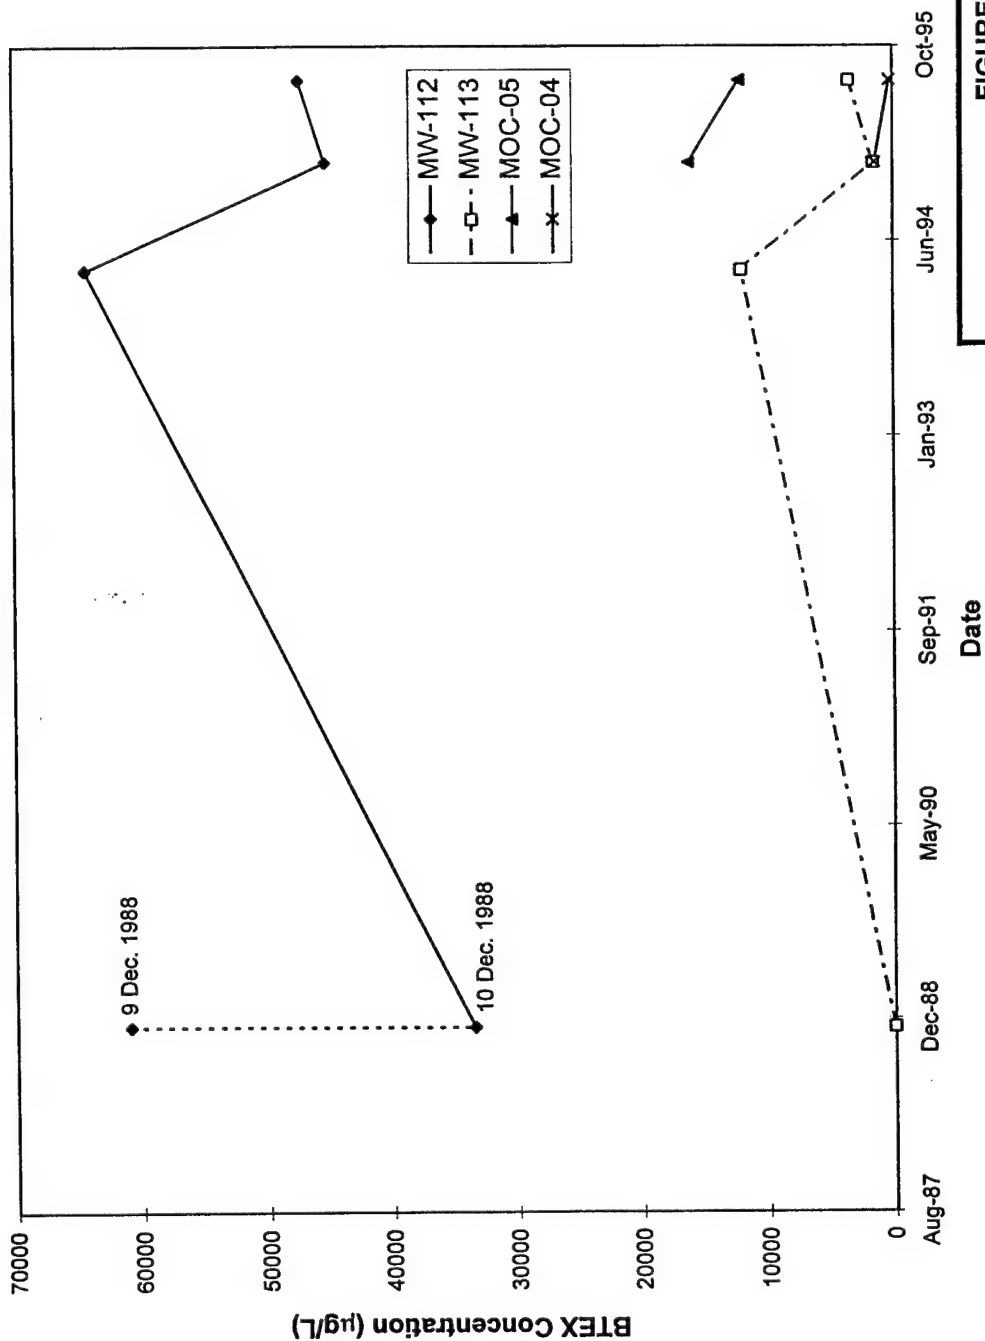 70000
60000
50000
40000
30000
20000
10000
0
BTEX Concentration (µg/L)
9 Dec. 1988
10 Dec. 1988
MW-112
MW-113
MOC-05
MOC-04
Aug-87
Dec-88
May-90
Sep-91
Jan-93
Jun-94
Oct-95
Date
FIGURE